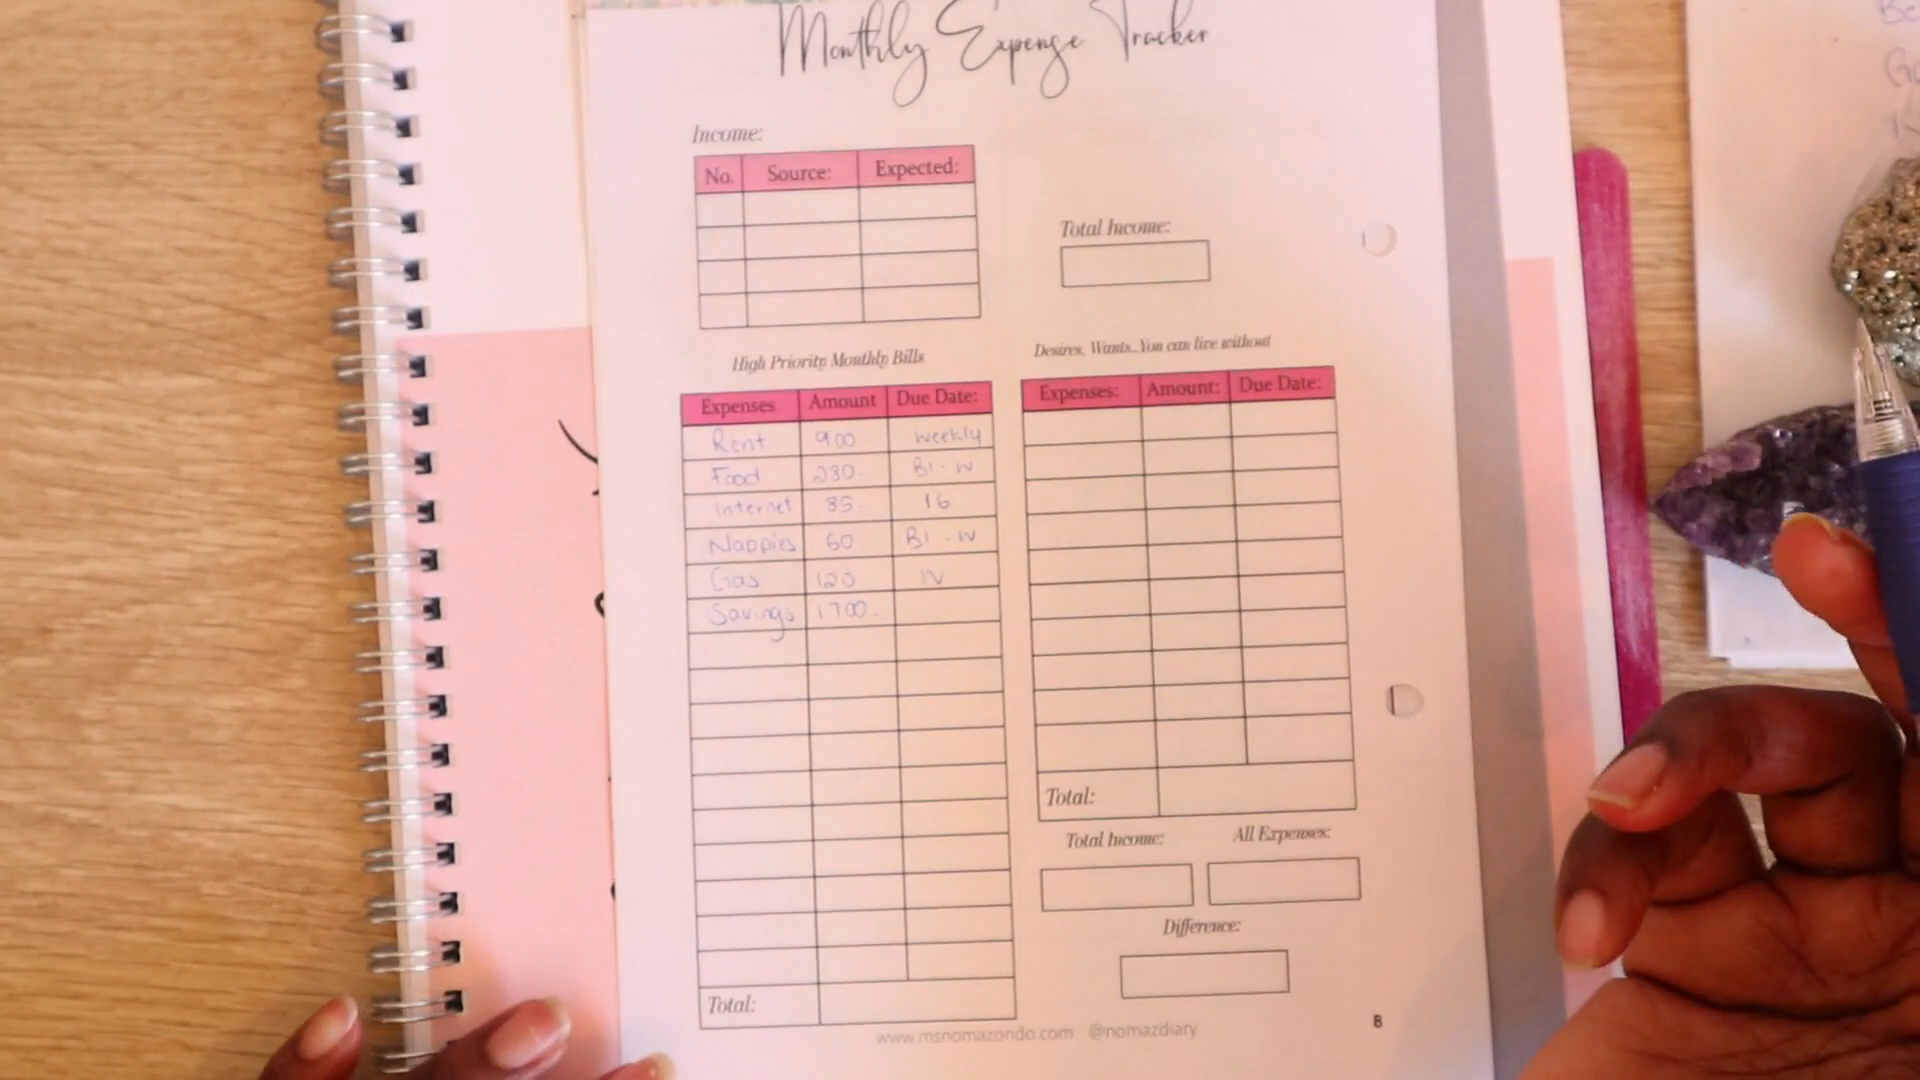 Monthly Expense Tracker
Income:
No. Source: Expected:
Total Income:
High Priority Monthly Bills
Expenses Amount Due Date:
Rent 900 weekly
Food 230. BI-W
Internet 85. 16
Nappies 60 BI-W
Gas 120 W
Savings 1700.
Total:
Desires, Wants..You can live without
Expenses: Amount: Due Date:
Total:
Total Income: All Expenses:
Difference:
www.msnomazondo.com @nomazdiary
8